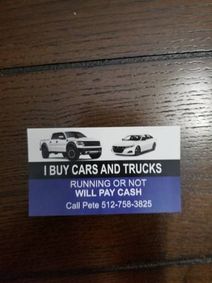 I BUY CARS AND TRUCKS
RUNNING OR NOT
WILL PAY CASH
Call Pete 512-758-3825